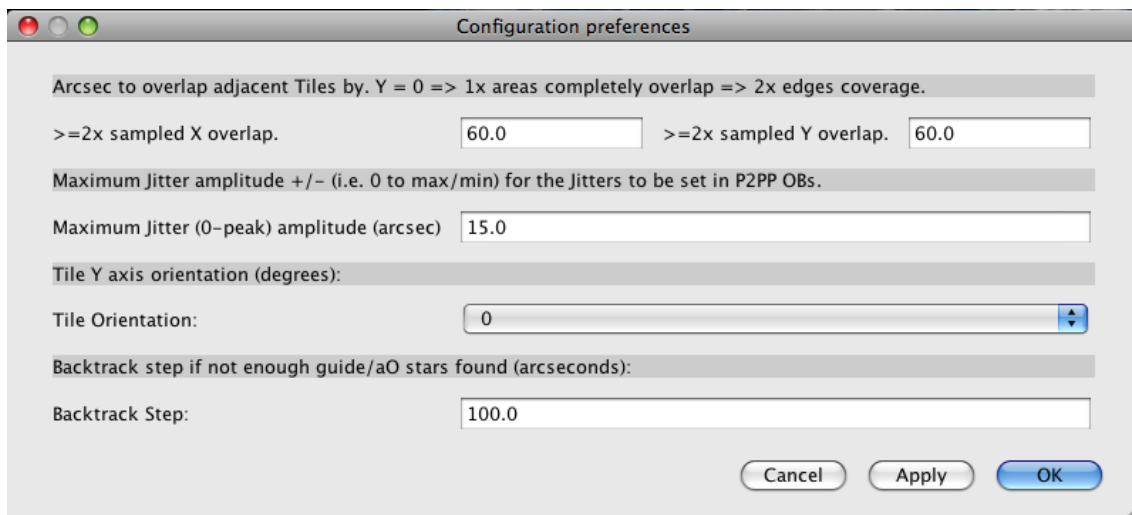 Configuration preferences
Arcsec to overlap adjacent Tiles by. Y = 0 => 1x areas completely overlap => 2x edges coverage.
>=2x sampled X overlap. 60.0 >=2x sampled Y overlap. 60.0
Maximum Jitter amplitude +/- (i.e. 0 to max/min) for the Jitters to be set in P2PP OBs.
Maximum Jitter (0-peak) amplitude (arcsec) 15.0
Tile Y axis orientation (degrees):
Tile Orientation: 0
Backtrack step if not enough guide/aO stars found (arcseconds):
Backtrack Step: 100.0
Cancel Apply OK